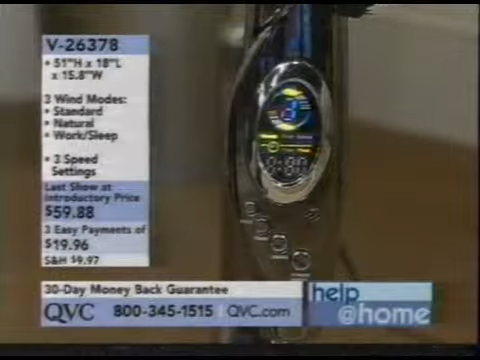 V-26378
• 51"H x 18"L
x 15.8"W
3 Wind Modes:
• Standard
• Natural
• Work/Sleep
• 3 Speed
Settings
Last Show at
Introductory Price
$59.88
3 Easy Payments of
$19.96
S&H $9.97
30-Day Money Back Guarantee
QVC 800-345-1515 QVC.com
help
@home